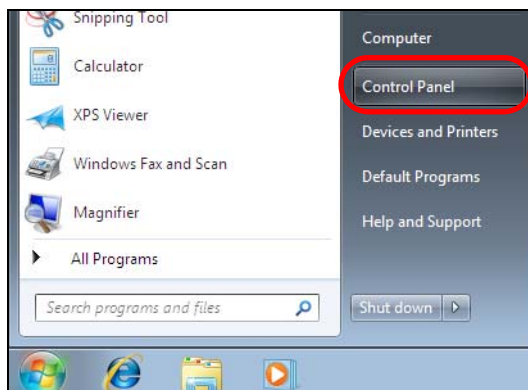 Snipping Tool
Calculator
XPS Viewer
Windows Fax and Scan
Magnifier
All Programs
Search programs and files
Computer
Control Panel
Devices and Printers
Default Programs
Help and Support
Shut down